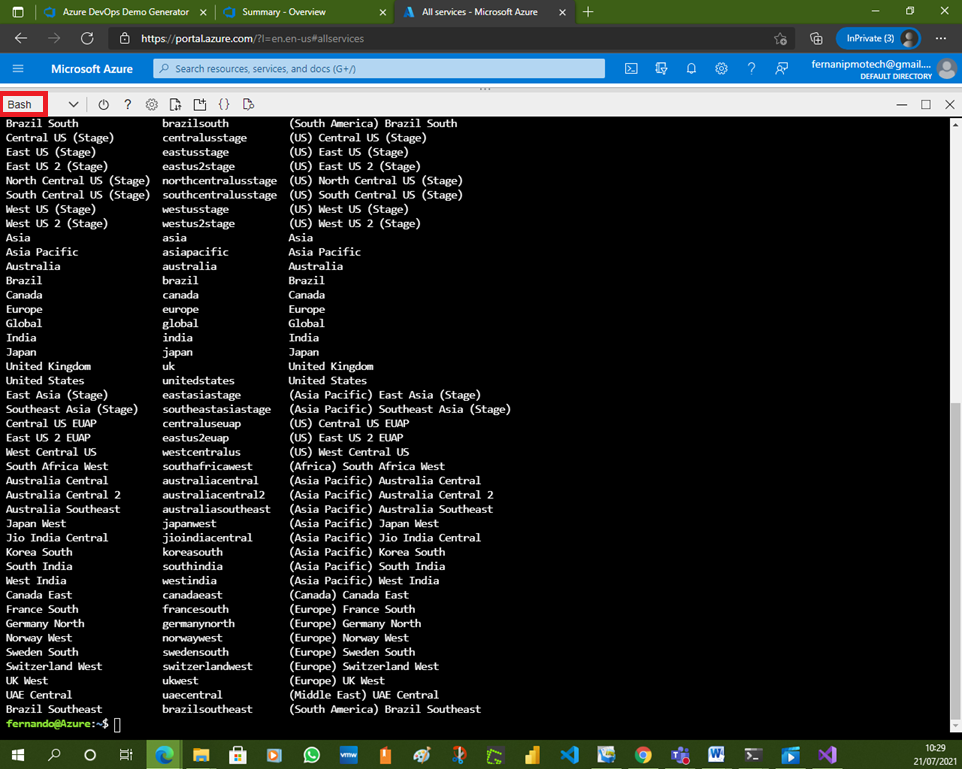 Azure DevOps Demo Generator
Summary - Overview
All services - Microsoft Azure
https://portal.azure.com/?l=en.en-us#allservices
InPrivate (3)
Microsoft Azure
Search resources, services, and docs (G+/)
fernanipmotech@gmail....
DEFAULT DIRECTORY
Bash
Brazil South brazilsouth (South America) Brazil South
Central US (Stage) centralusstage (US) Central US (Stage)
East US (Stage) eastusstage (US) East US (Stage)
East US 2 (Stage) eastus2stage (US) East US 2 (Stage)
North Central US (Stage) northcentralusstage (US) North Central US (Stage)
South Central US (Stage) southcentralusstage (US) South Central US (Stage)
West US (Stage) westusstage (US) West US (Stage)
West US 2 (Stage) westus2stage (US) West US 2 (Stage)
Asia asia Asia
Asia Pacific asiapacific Asia Pacific
Australia australia Australia
Brazil brazil Brazil
Canada canada Canada
Europe europe Europe
Global global Global
India india India
Japan japan Japan
United Kingdom uk United Kingdom
United States unitedstates United States
East Asia (Stage) eastasiastage (Asia Pacific) East Asia (Stage)
Southeast Asia (Stage) southeastasiastage (Asia Pacific) Southeast Asia (Stage)
Central US EUAP centraluseuap (US) Central US EUAP
East US 2 EUAP eastus2euap (US) East US 2 EUAP
West Central US westcentralus (US) West Central US
South Africa West southafricawest (Africa) South Africa West
Australia Central australiacentral (Asia Pacific) Australia Central
Australia Central 2 australiacentral2 (Asia Pacific) Australia Central 2
Australia Southeast australiasoutheast (Asia Pacific) Australia Southeast
Japan West japanwest (Asia Pacific) Japan West
Jio India Central jioindiacentral (Asia Pacific) Jio India Central
Korea South koreasouth (Asia Pacific) Korea South
South India southindia (Asia Pacific) South India
West India westindia (Asia Pacific) West India
Canada East canadaeast (Canada) Canada East
France South francesouth (Europe) France South
Germany North germanynorth (Europe) Germany North
Norway West norwaywest (Europe) Norway West
Sweden South swedensouth (Europe) Sweden South
Switzerland West switzerlandwest (Europe) Switzerland West
UK West ukwest (Europe) UK West
UAE Central uaecentral (Middle East) UAE Central
Brazil Southeast brazilsoutheast (South America) Brazil Southeast
fernando@Azure:~$
vmw
10:29
21/07/2021